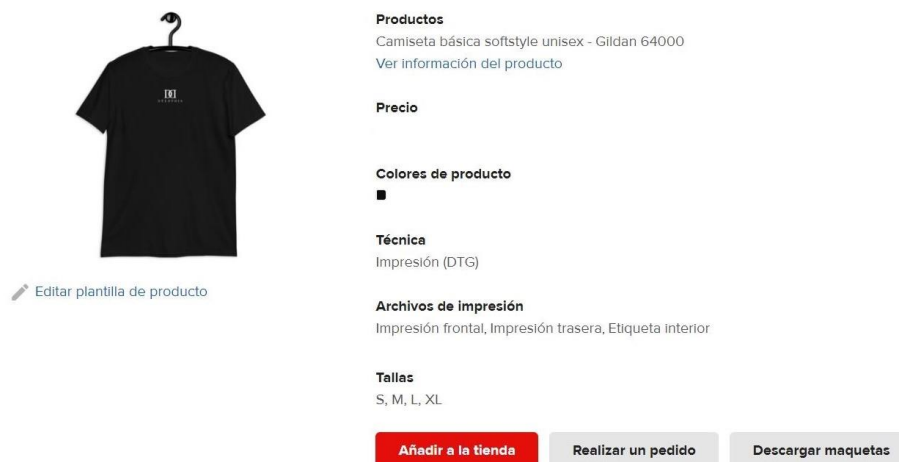 Productos
Camiseta básica softstyle unisex - Gildan 64000
Ver información del producto
Precio
Colores de producto
Técnica
Impresión (DTG)
Editar plantilla de producto
Archivos de impresión
Impresión frontal, Impresión trasera, Etiqueta interior
Tallas
S, M, L, XL
Añadir a la tienda
Realizar un pedido
Descargar maquetas